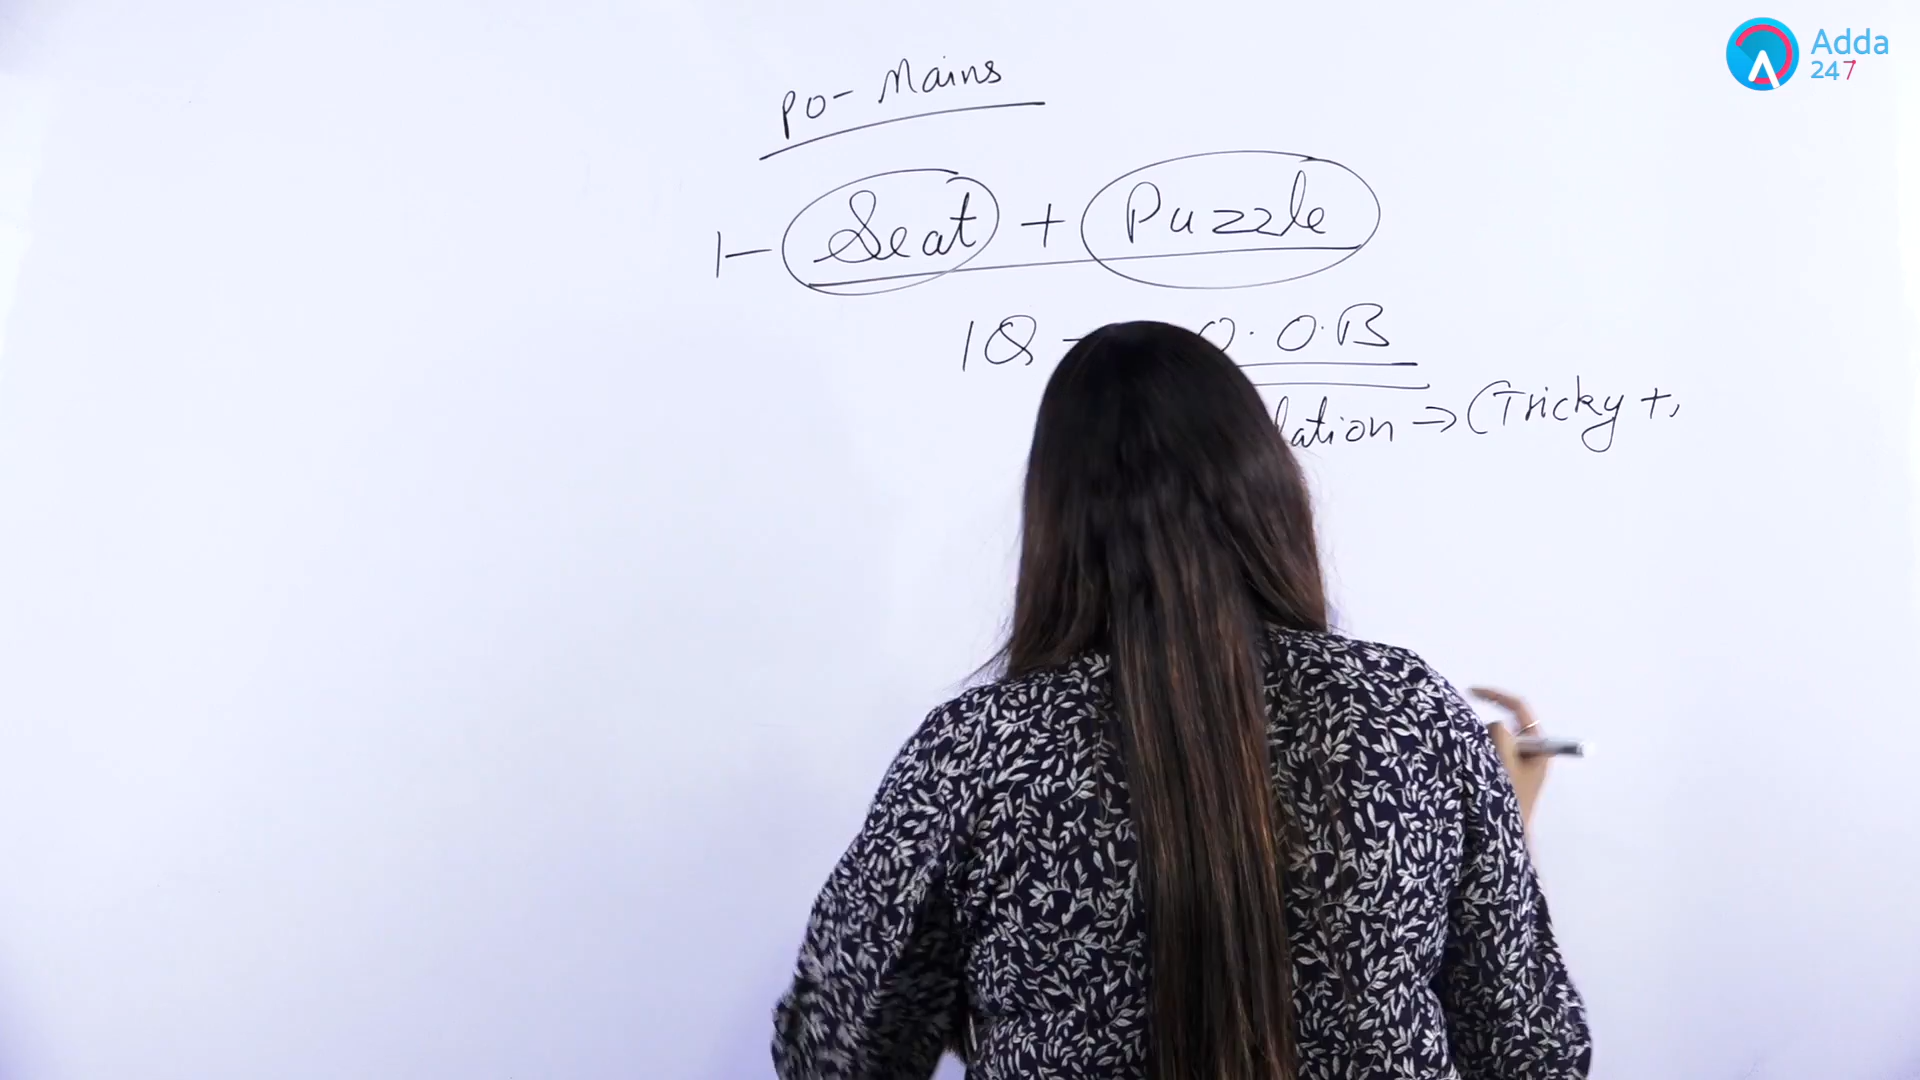 Adda
247
PO- Mains
1- Seat + Puzzle
1Q - O.O.B
lation → (Tricky +